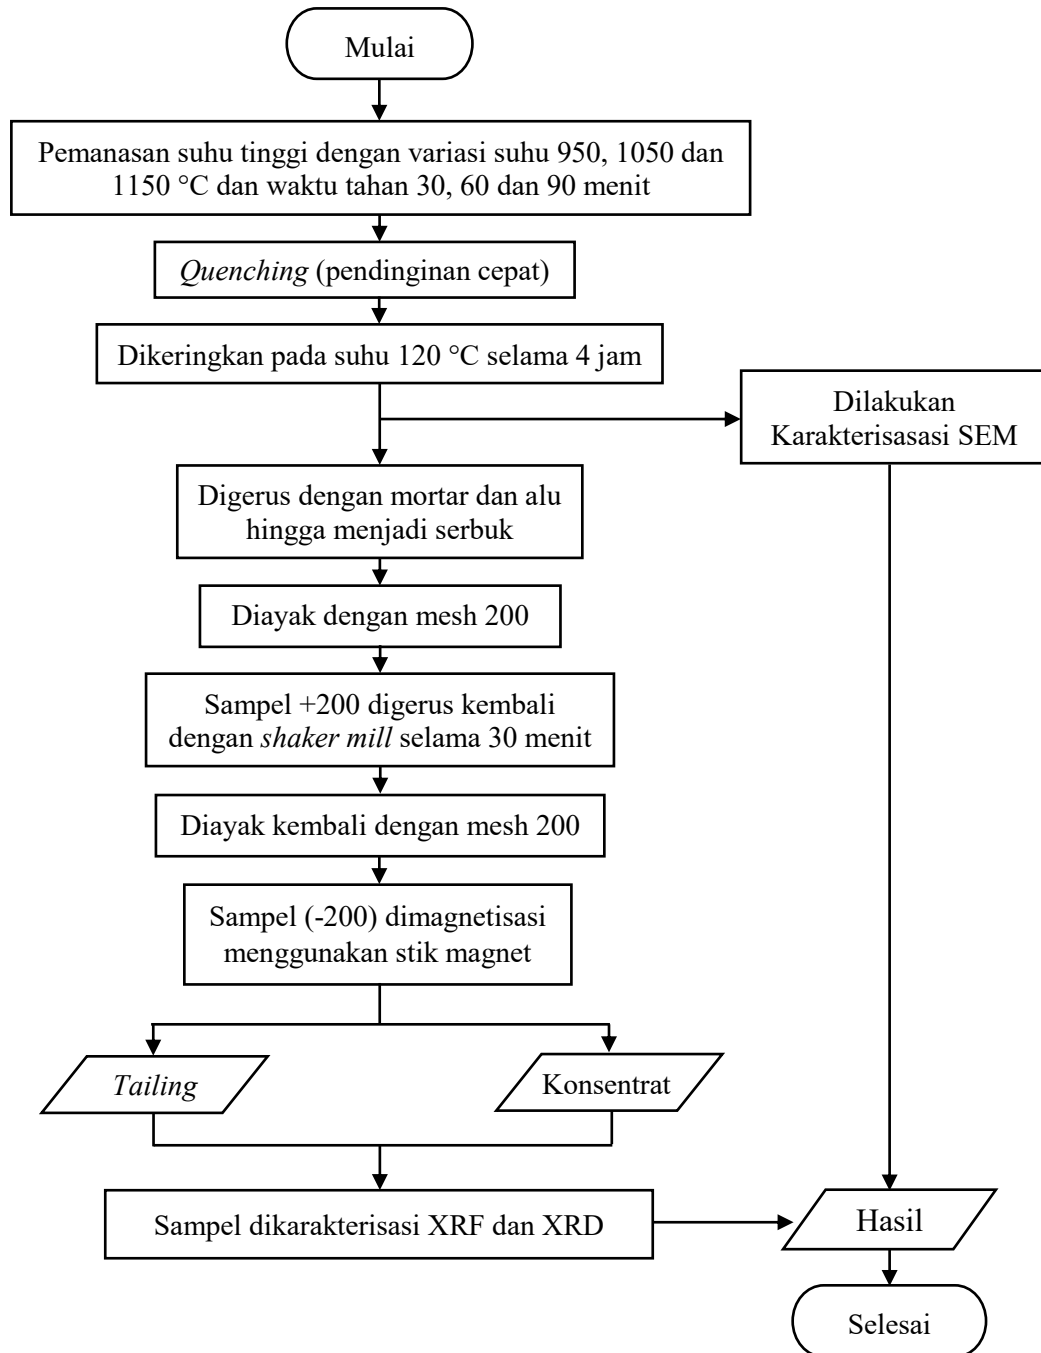 Mulai
Pemanasan suhu tinggi dengan variasi suhu 950, 1050 dan
1150 °C dan waktu tahan 30, 60 dan 90 menit
Quenching (pendinginan cepat)
Dikeringkan pada suhu 120 °C selama 4 jam
Dilakukan
Karakterisasasi SEM
Digerus dengan mortar dan alu
hingga menjadi serbuk
Diayak dengan mesh 200
Sampel +200 digerus kembali
dengan shaker mill selama 30 menit
Diayak kembali dengan mesh 200
Sampel (-200) dimagnetisasi
menggunakan stik magnet
Tailing
Konsentrat
Sampel dikarakterisasi XRF dan XRD
Hasil
Selesai